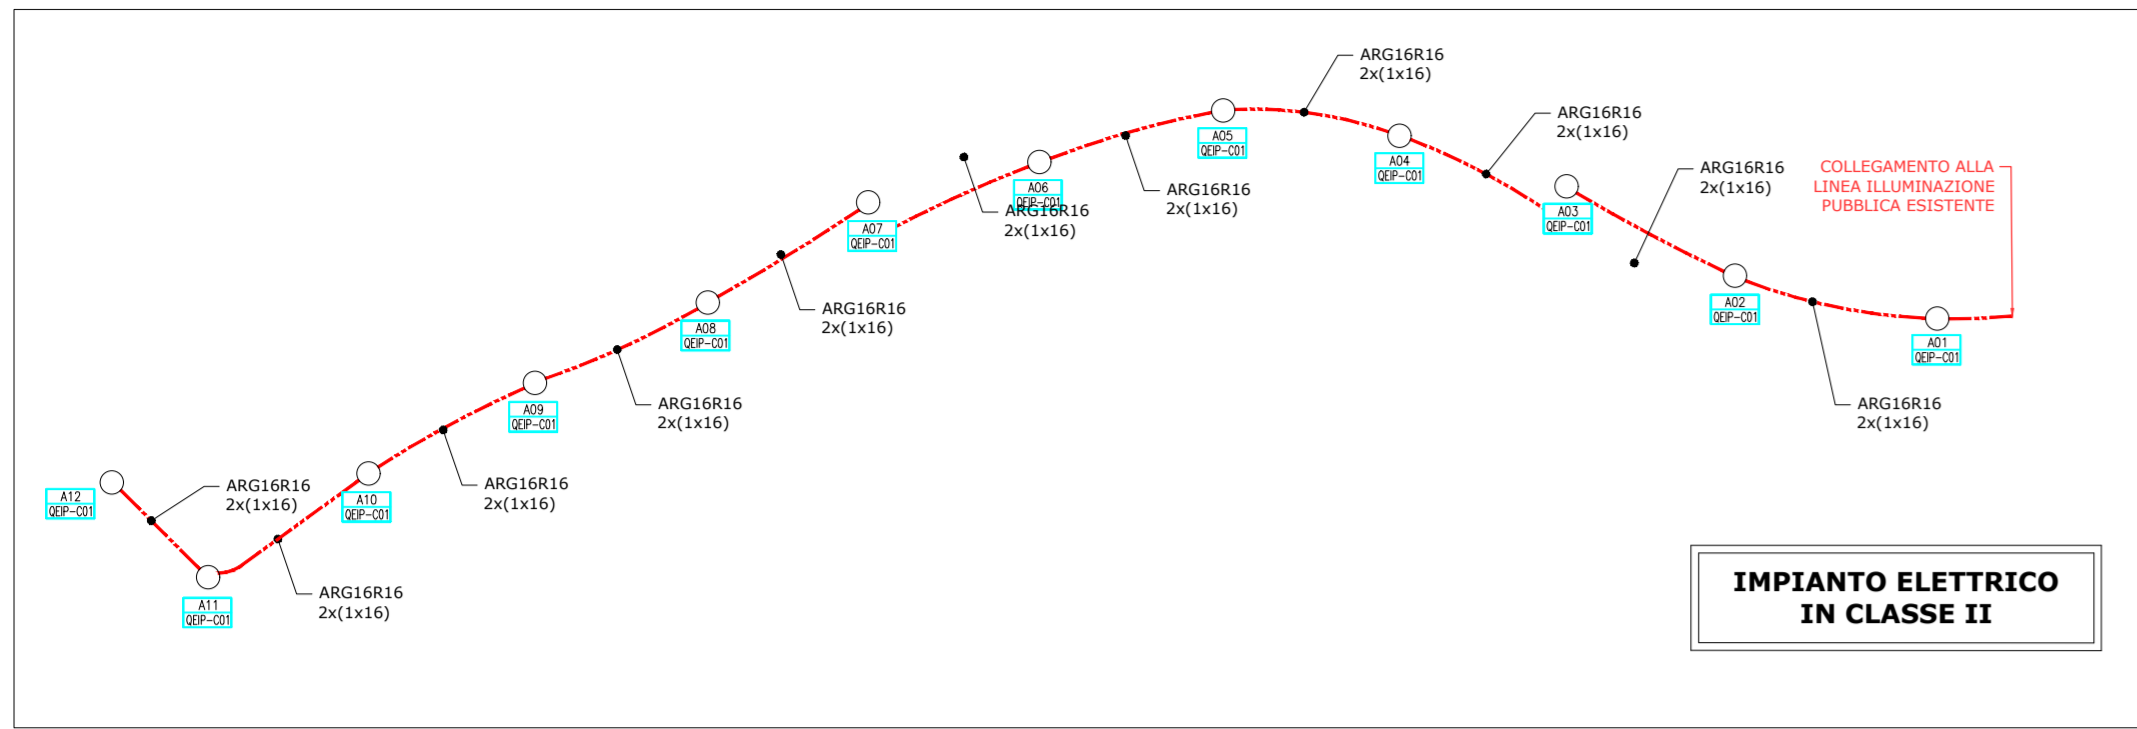 ARG16R16
2x(1x16)
ARG16R16
2x(1x16)
ARG16R16
2x(1x16)
COLLEGAMENTO ALLA
LINEA ILLUMINAZIONE
PUBBLICA ESISTENTE
A05
QEIP-C01
A04
QEIP-C01
A06
QEIP-C01
ARG16R16
2x(1x16)
ARG16R16
2x(1x16)
A03
QEIP-C01
A07
QEIP-C01
A02
QEIP-C01
ARG16R16
2x(1x16)
A08
QEIP-C01
A01
QEIP-C01
ARG16R16
2x(1x16)
ARG16R16
2x(1x16)
A09
QEIP-C01
ARG16R16
2x(1x16)
ARG16R16
2x(1x16)
A12
QEIP-C01
A10
QEIP-C01
ARG16R16
2x(1x16)
A11
QEIP-C01
IMPIANTO ELETTRICO
IN CLASSE II